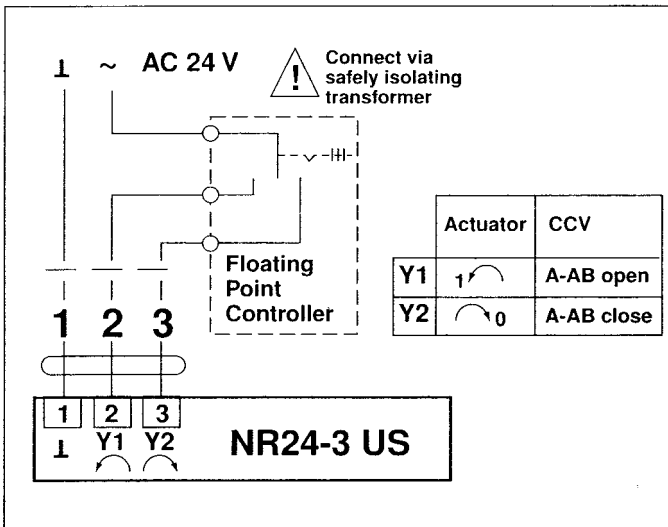 ⊥ ~ AC 24 V
! Connect via
safely isolating
transformer
Floating
Point
Controller
1 2 3
Actuator CCV
Y1 1 A-AB open
Y2 0 A-AB close
1 2 3
⊥ Y1 Y2
NR24-3 US